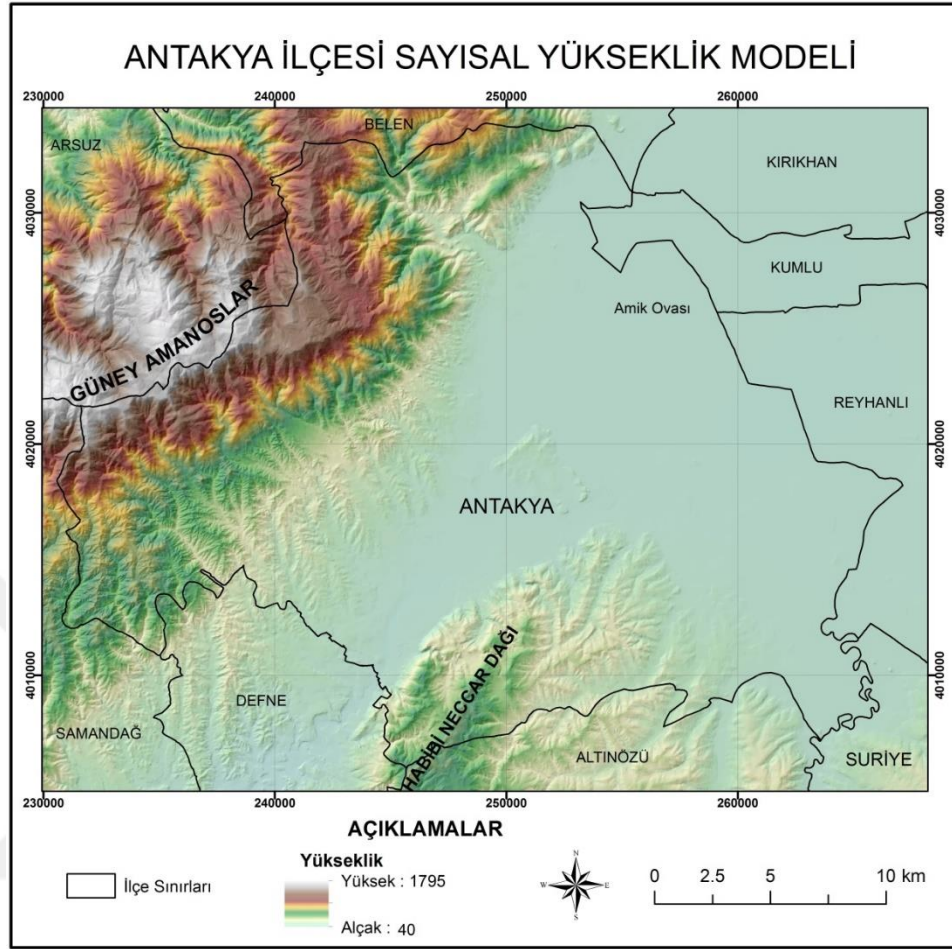 ANTAKYA İLÇESİ SAYISAL YÜKSEKLİK MODELİ
230000 240000 250000 260000
BELEN
ARSUZ
KIRIKHAN
4030000 4030000
KUMLU
GÜNEY AMANOSLAR
Amik Ovası
REYHANLI
4020000 4020000
ANTAKYA
HABİBİ NECCAR DAĞI
4010000 4010000
DEFNE
SAMANDAĞ
ALTINÖZÜ
SURİYE
230000 240000 250000 260000
AÇIKLAMALAR
İlçe Sınırları
Yükseklik
Yüksek : 1795
Alçak : 40
N
W E
S
0 2.5 5 10 km